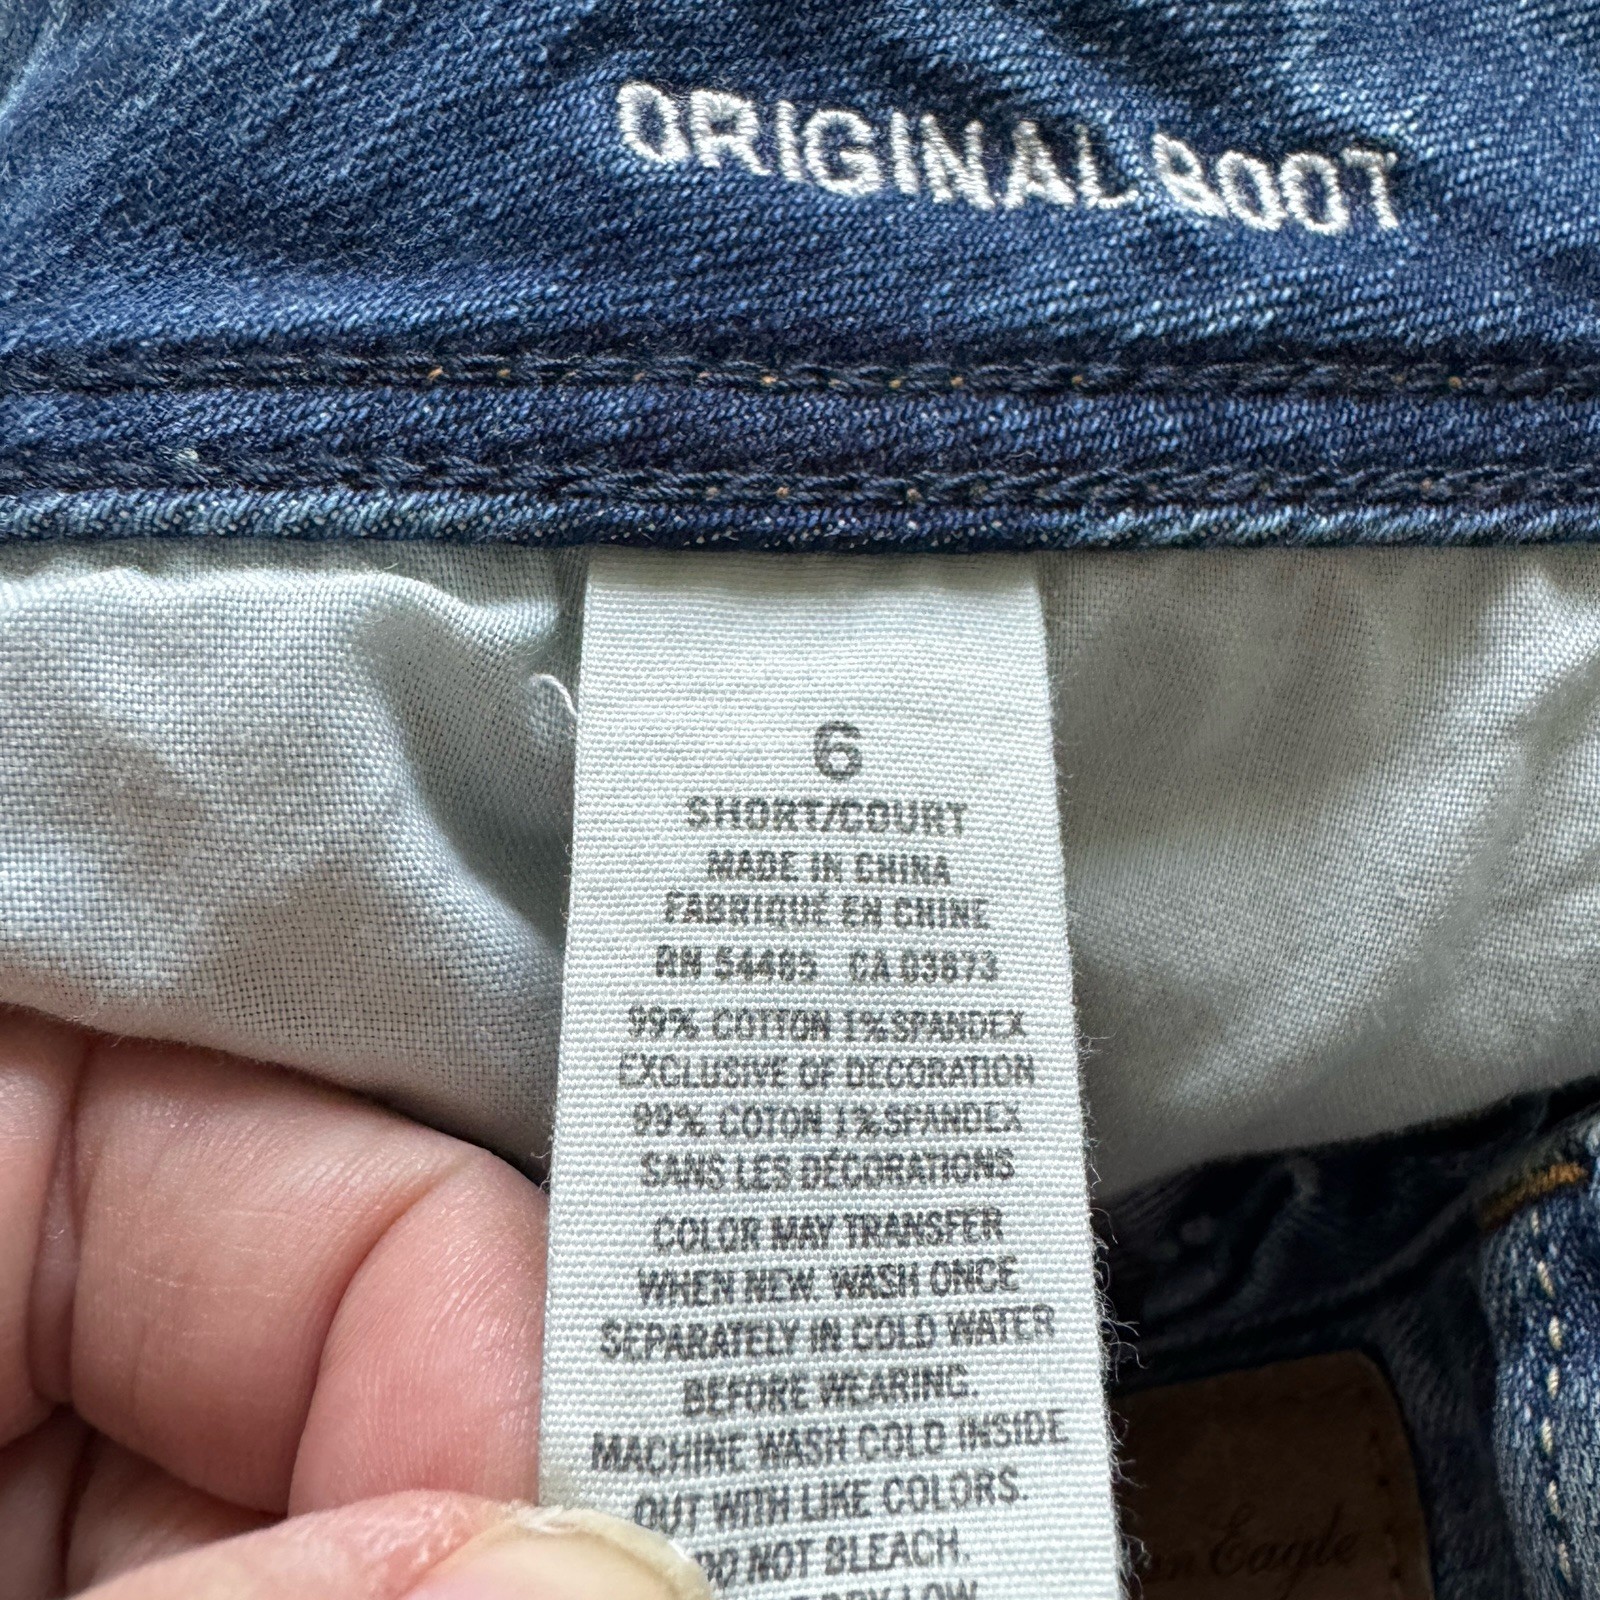 ORIGINAL BOOT
6
SHORT/COURT
MADE IN CHINA
FABRIQUÉ EN CHINE
RN 54485 CA 03873
99% COTTON 1% SPANDEX
EXCLUSIVE OF DECORATION
99% COTON 1% SPANDEX
SANS LES DÉCORATIONS
COLOR MAY TRANSFER
WHEN NEW. WASH ONCE
SEPARATELY IN COLD WATER
BEFORE WEARING.
MACHINE WASH COLD INSIDE
OUT WITH LIKE COLORS.
DO NOT BLEACH.
DRY LOW
Eagle